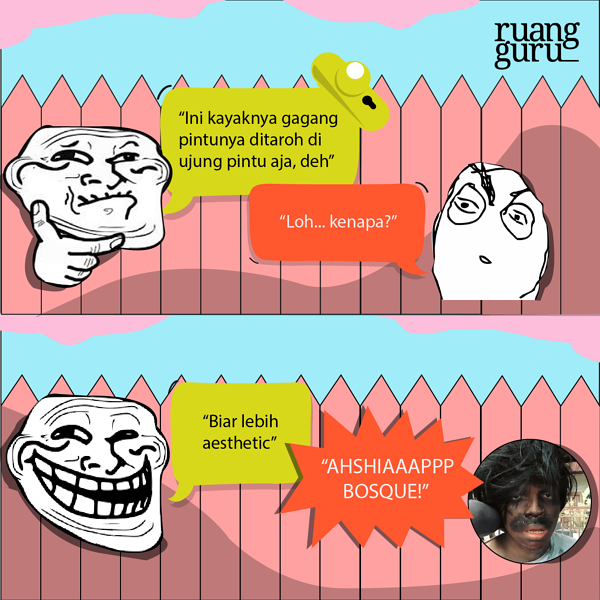 ruang
guru
“Ini kayaknya gagang
pintunya ditaroh di
ujung pintu aja, deh”
“Loh... kenapa?”
“Biar lebih
aesthetic”
“AHSHIAAAPPP
BOSQUE!”